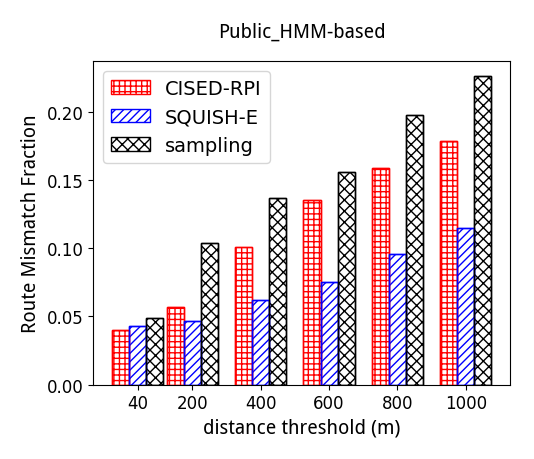 Public_HMM-based
CISED-RPI
SQUISH-E
sampling
Route Mismatch Fraction
0.20
0.15
0.10
0.05
0.00
40 200 400 600 800 1000
distance threshold (m)